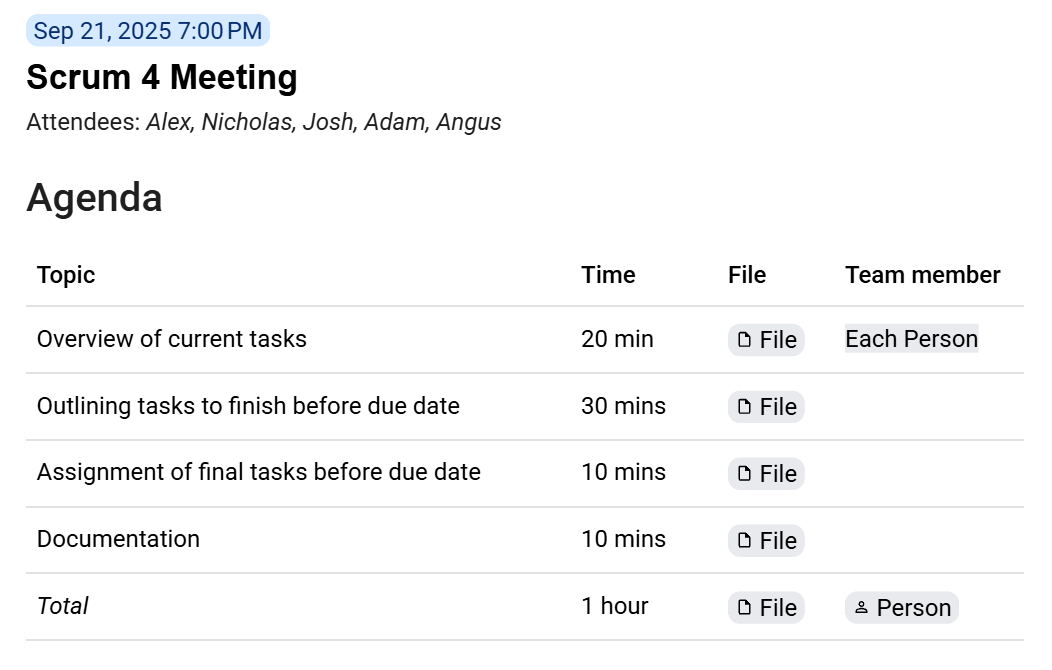 Sep 21, 2025 7:00 PM
Scrum 4 Meeting
Attendees: Alex, Nicholas, Josh, Adam, Angus
Agenda
Topic Time File Team member
Overview of current tasks 20 min File Each Person
Outlining tasks to finish before due date 30 mins File
Assignment of final tasks before due date 10 mins File
Documentation 10 mins File
Total 1 hour File Person